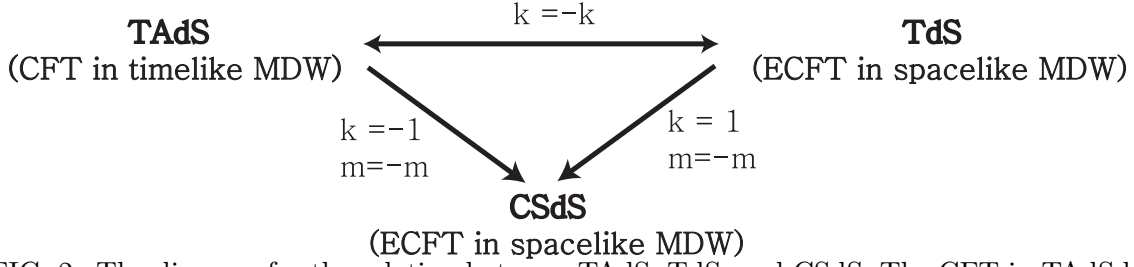 k =-k
TAdS
TdS
(CFT in timelike MDW)
(ECFT in spacelike MDW)
k =-1
m=-m
k = 1
m=-m
CSdS
(ECFT in spacelike MDW)